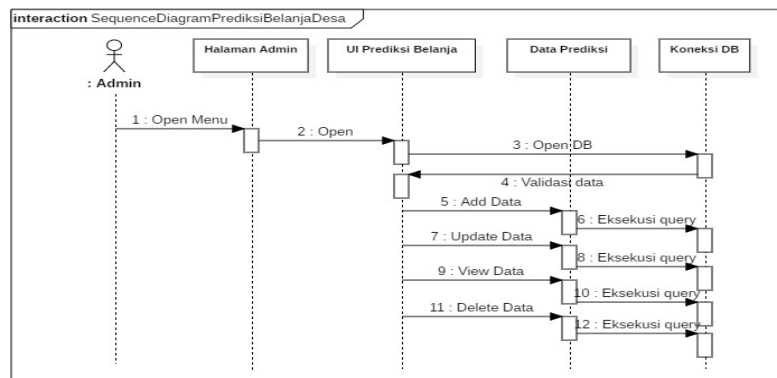 interaction SequenceDiagramPrediksiBelanjaDesa
Halaman Admin
UI Prediksi Belanja
Data Prediksi
Koneksi DB
: Admin
1 : Open Menu
2 : Open
3 : Open DB
4 : Validasi data
5 : Add Data
6 : Eksekusi query
7 : Update Data
8 : Eksekusi query
9 : View Data
10 : Eksekusi query
11 : Delete Data
12 : Eksekusi query